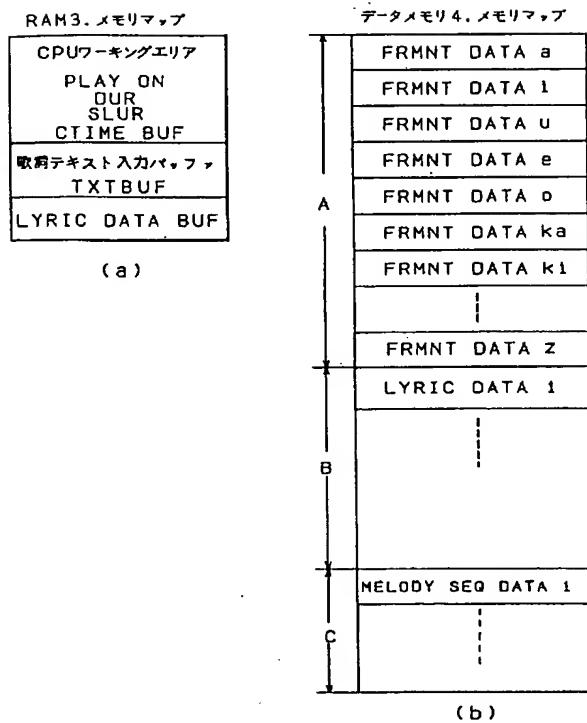 RAM3.メモリマップ
CPUワーキングエリア
PLAY ON
DUR
SLUR
CTIME BUF
歌詞テキスト入力バッファ
TXTBUF
LYRIC DATA BUF
(a)
データメモリ4.メモリマップ
FRMNT DATA a
FRMNT DATA i
FRMNT DATA u
FRMNT DATA e
FRMNT DATA o
FRMNT DATA ka
FRMNT DATA ki
FRMNT DATA z
LYRIC DATA 1
MELODY SEQ DATA 1
A
B
C
(b)